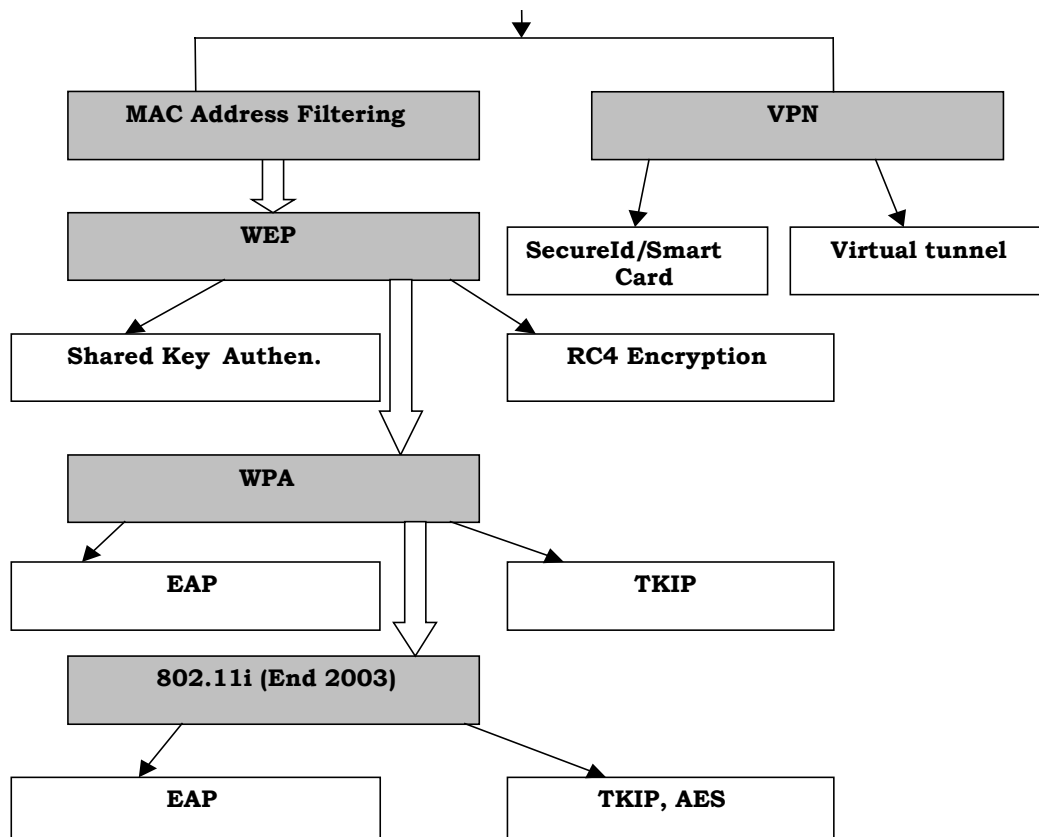 MAC Address Filtering
VPN
WEP
SecureId/Smart
Card
Virtual tunnel
Shared Key Authen.
RC4 Encryption
WPA
EAP
TKIP
802.11i (End 2003)
EAP
TKIP, AES